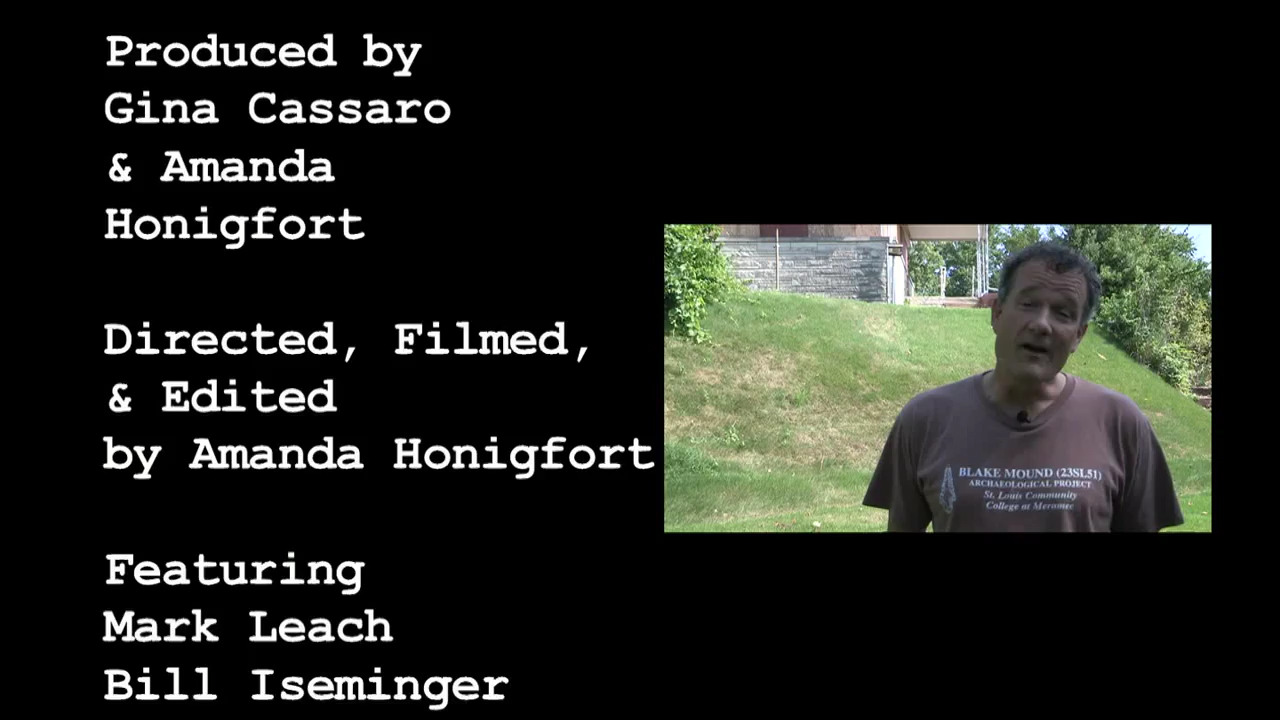 Produced by
Gina Cassaro
& Amanda
Honigfort
Directed, Filmed,
& Edited
by Amanda Honigfort
Featuring
Mark Leach
Bill Iseminger
BLAKE MOUND (23SL51)
ARCHAEOLOGICAL PROJECT
St. Louis Community
College at Meramec